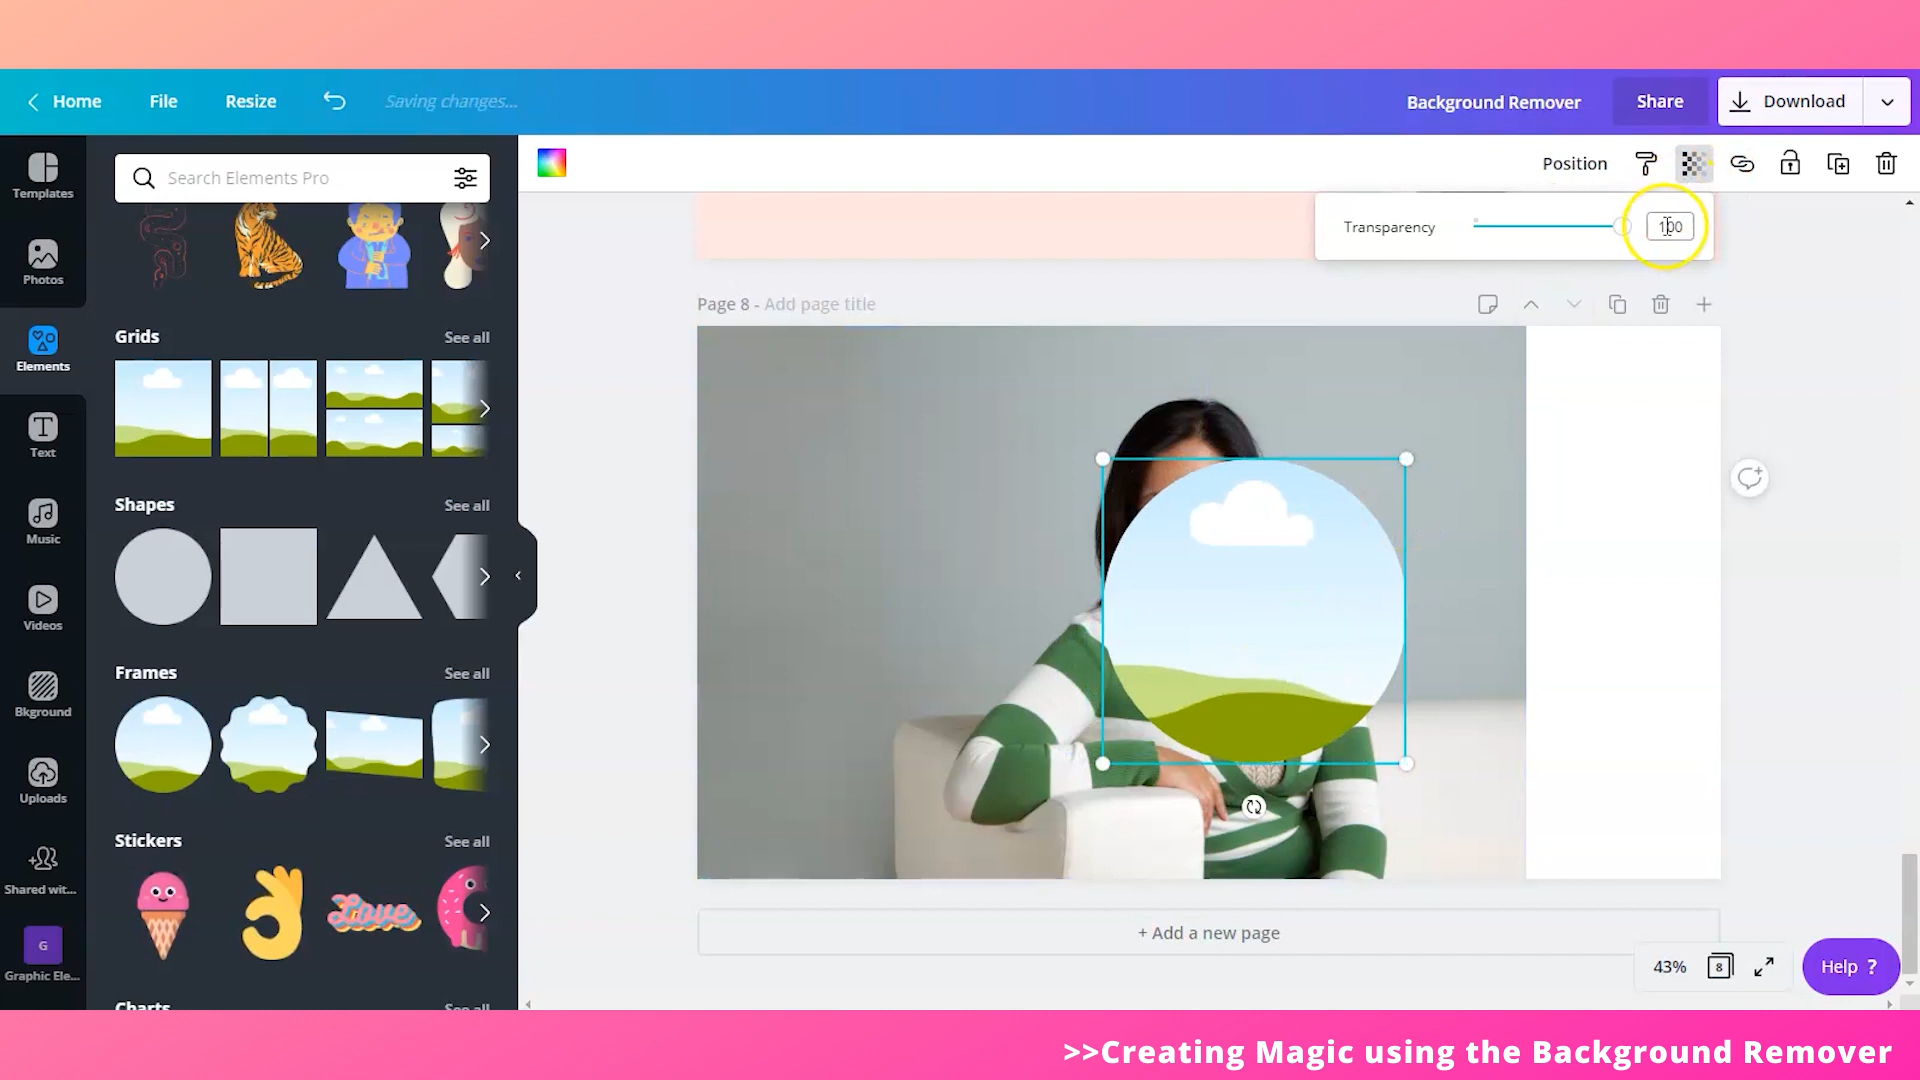 Home
File
Resize
Saving changes...
Background Remover
Share
Download
Templates
Photos
Elements
Text
Music
Videos
Bkground
Uploads
Shared wit...
G
Graphic Ele...
Search Elements Pro
Grids
See all
Shapes
See all
Frames
See all
Stickers
See all
Love
Charts
See all
Position
Transparency
100
Page 8 - Add page title
+ Add a new page
43%
8
Help ?
>>Creating Magic using the Background Remover